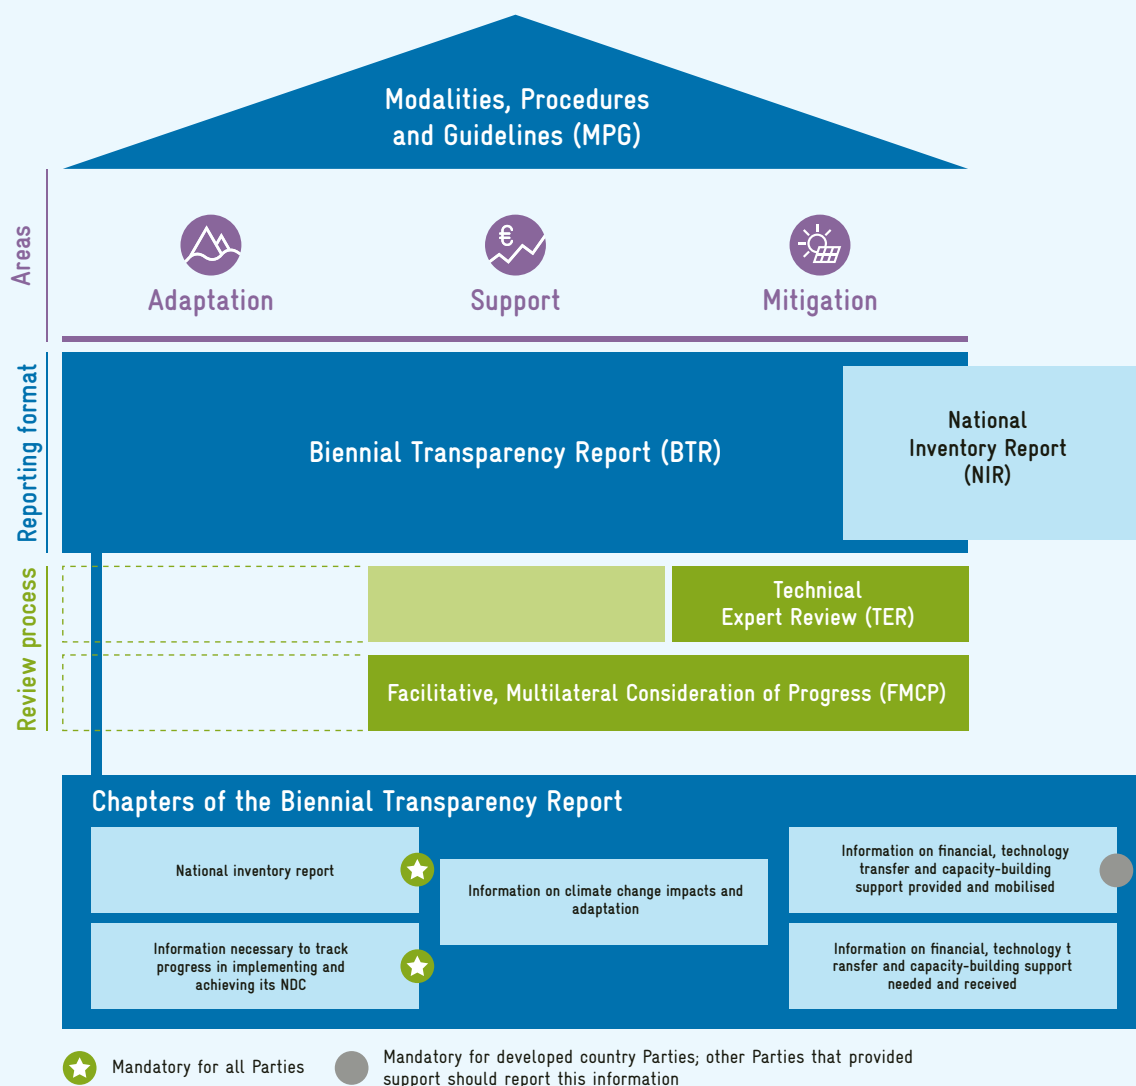 Modalities, Procedures
and Guidelines (MPG)
Areas
€
Adaptation
Support
Mitigation
Reporting format
Biennial Transparency Report (BTR)
National
Inventory Report
(NIR)
Review process
Technical
Expert Review (TER)
Facilitative, Multilateral Consideration of Progress (FMCP)
Chapters of the Biennial Transparency Report
National inventory report
Information necessary to track
progress in implementing and
achieving its NDC
Information on climate change impacts and
adaptation
Information on financial, technology
transfer and capacity-building
support provided and mobilised
Information on financial, technology t
ransfer and capacity-building support
needed and received
Mandatory for all Parties
Mandatory for developed country Parties; other Parties that provided
support should report this information